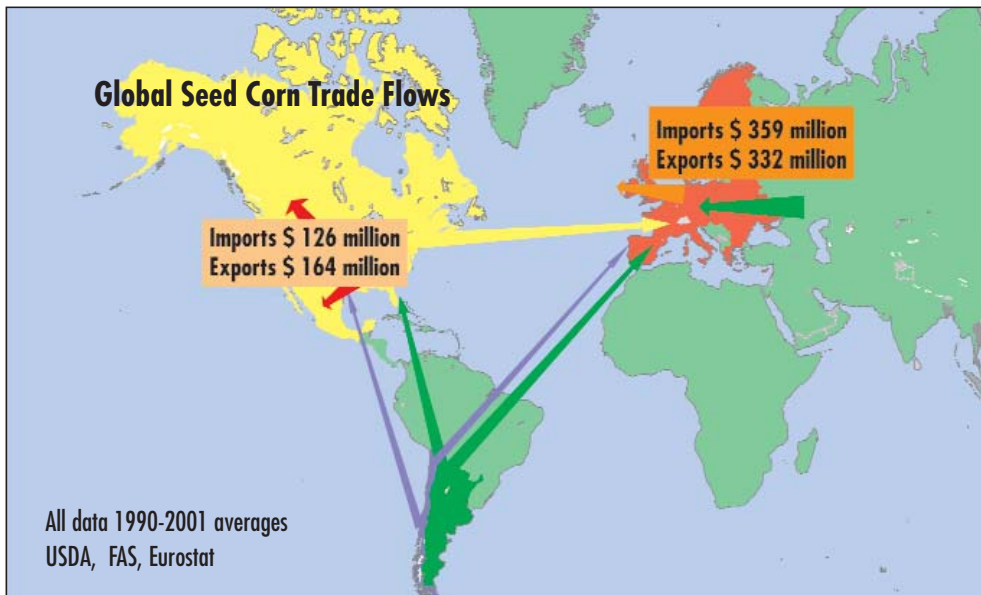 Global Seed Corn Trade Flows
Imports $ 359 million
Exports $ 332 million
Imports $ 126 million
Exports $ 164 million
All data 1990-2001 averages
USDA, FAS, Eurostat